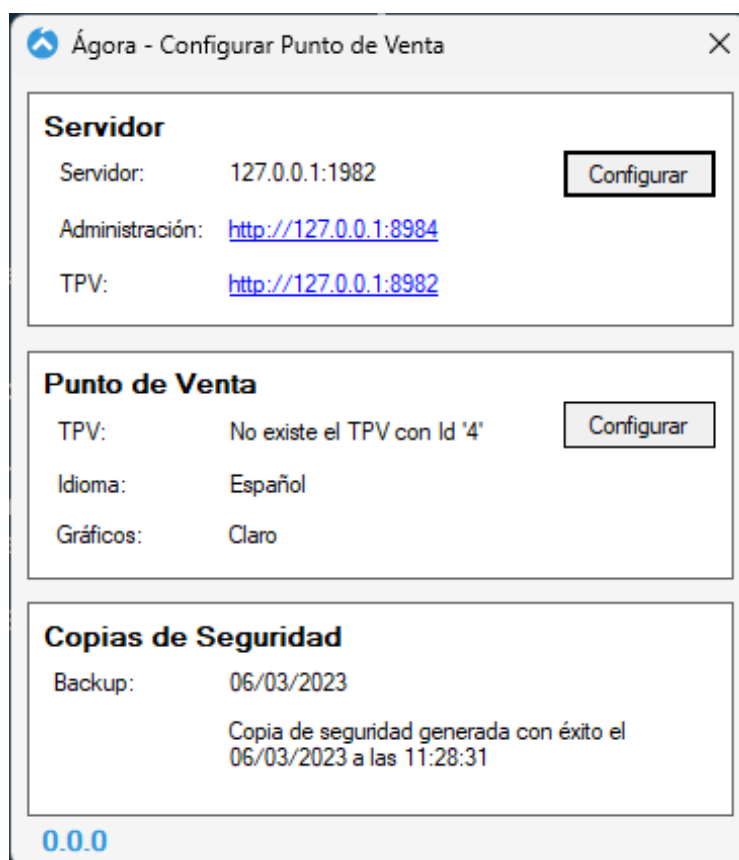 Ágora - Configurar Punto de Venta
Servidor
Servidor: 127.0.0.1:1982 Configurar
Administración: http://127.0.0.1:8984
TPV: http://127.0.0.1:8982
Punto de Venta
TPV: No existe el TPV con Id '4' Configurar
Idioma: Español
Gráficos: Claro
Copias de Seguridad
Backup: 06/03/2023
Copia de seguridad generada con éxito el
06/03/2023 a las 11:28:31
0.0.0